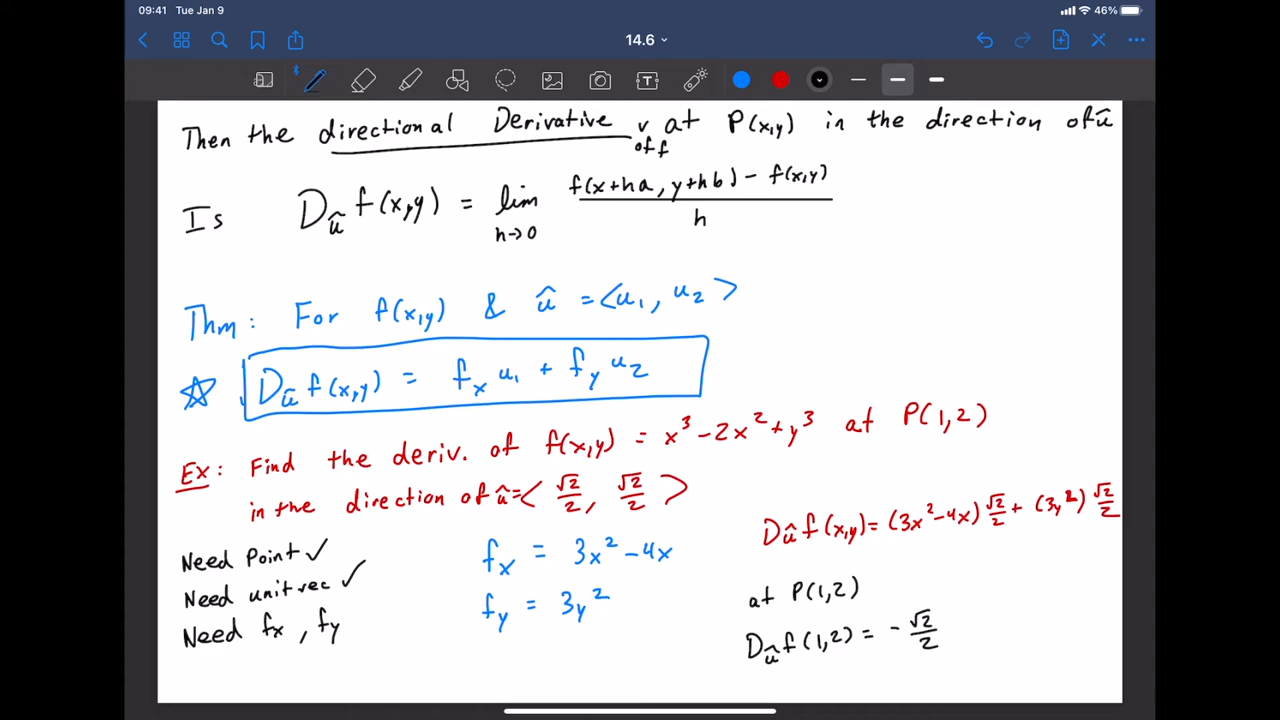 09:41 Tue Jan 9
46%
14.6
T
Then the directional Derivative v at P(x,y) in the direction of û
of f
Is D_û f(x,y) = lim_{h→0} (f(x+ha, y+hb) - f(x,y)) / h
Thm: For f(x,y) & û = <u₁, u₂>
☆ D_û f(x,y) = f_x u₁ + f_y u₂
Ex: Find the deriv. of f(x,y) = x³ - 2x² + y³ at P(1,2)
in the direction of û = < √2/2, √2/2 >
D_û f(x,y) = (3x² - 4x) √2/2 + (3y²) √2/2
Need Point ✓
Need unit vec ✓
Need fx, fy
f_x = 3x² - 4x
f_y = 3y²
at P(1,2)
D_û f(1,2) = - √2/2